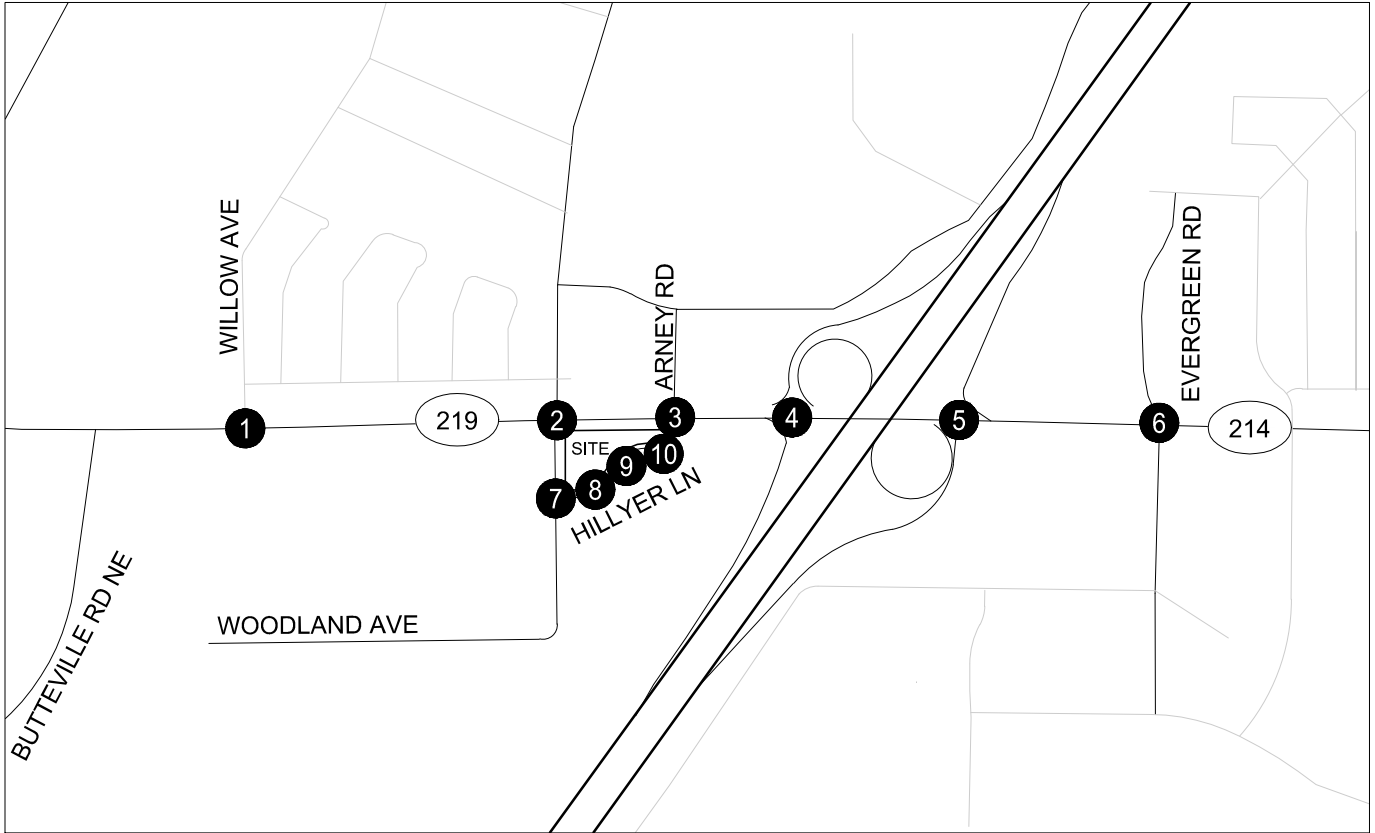 WILLOW AVE
ARNEY RD
EVERGREEN RD
1
219
2
3
4
5
6
214
SITE
10
9
8
7
HILLYER LN
WOODLAND AVE
BUTTEVILLE RD NE